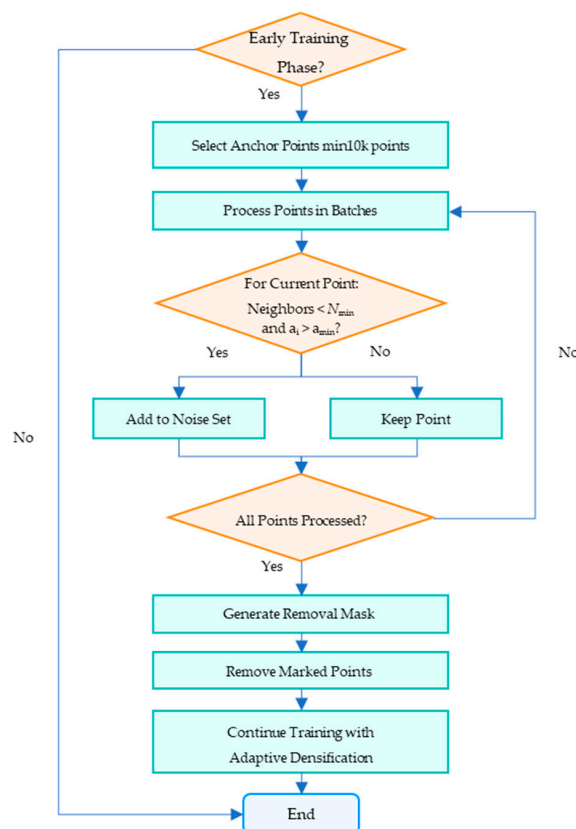 Early Training
Phase?
Yes
Select Anchor Points min10k points
Process Points in Batches
For Current Point:
Neighbors < Nmin
and ai > amin?
Yes
No
No
Add to Noise Set
Keep Point
No
All Points Processed?
Yes
Generate Removal Mask
Remove Marked Points
Continue Training with
Adaptive Densification
End